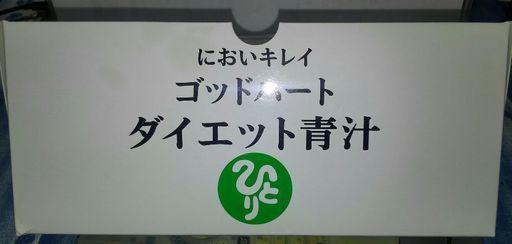 においキレイ
ゴッドハート
ダイエット青汁
ひとり